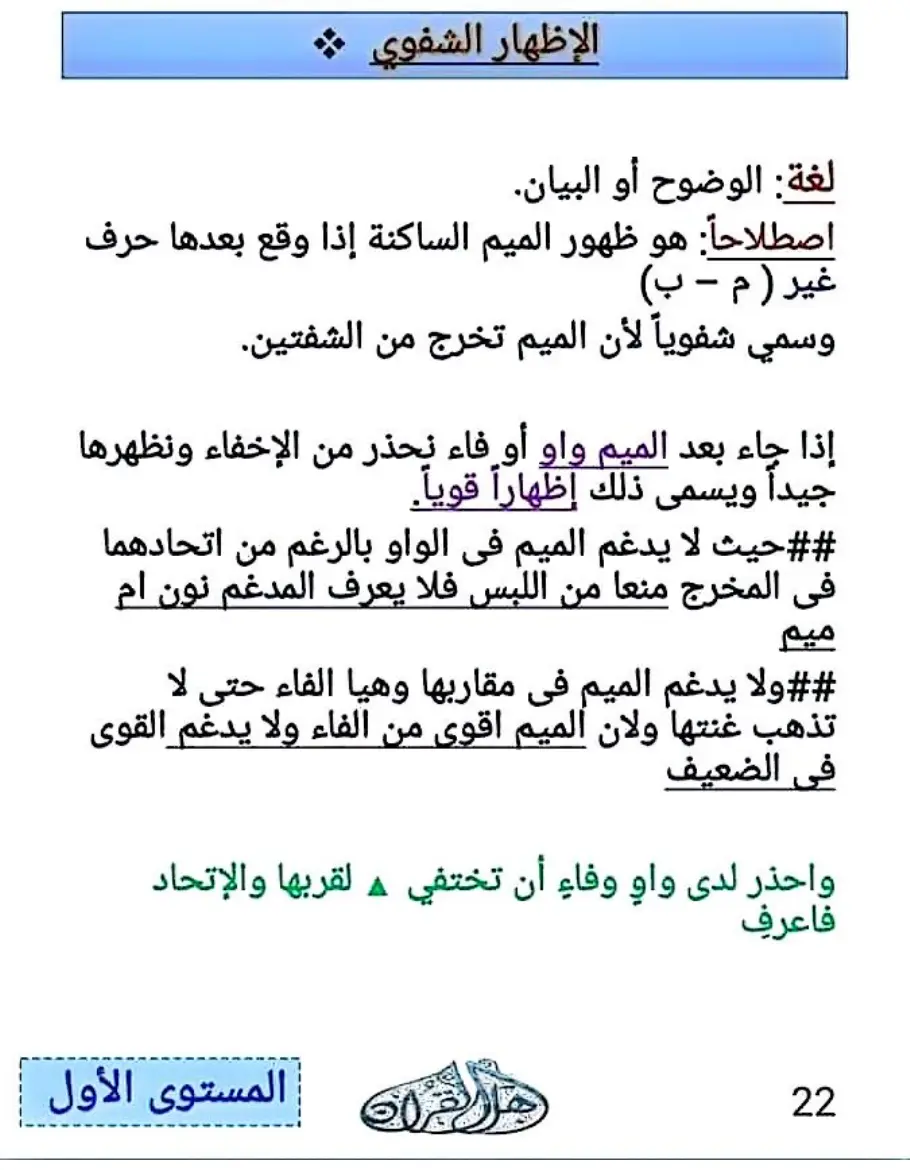 ❖ الإظهار الشفوي
لغة: الوضوح أو البيان.
اصطلاحاً: هو ظهور الميم الساكنة إذا وقع بعدها حرف
غير ( م – ب)
وسمي شفوياً لأن الميم تخرج من الشفتين.
إذا جاء بعد الميم واو أو فاء نحذر من الإخفاء ونظهرها
جيداً ويسمى ذلك إظهاراً قوياً.
##حيث لا يدغم الميم فى الواو بالرغم من اتحادهما
فى المخرج منعا من اللبس فلا يعرف المدغم نون ام
ميم
##ولا يدغم الميم فى مقاربها وهيا الفاء حتى لا
تذهب غنتها ولان الميم اقوى من الفاء ولا يدغم القوى
فى الضعيف
واحذر لدى واوٍ وفاءٍ أن تختفي ▲ لقربها والإتحاد
فاعرفِ
المستوى الأول
أهل القرآن
22